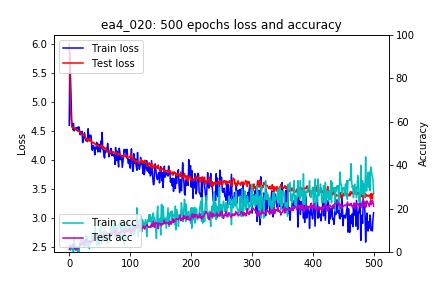 ea4_020: 500 epochs loss and accuracy
Train loss
Test loss
Train acc
Test acc
Loss
6.0
5.5
5.0
4.5
4.0
3.5
3.0
2.5
Accuracy
100
80
60
40
20
0
0
100
200
300
400
500